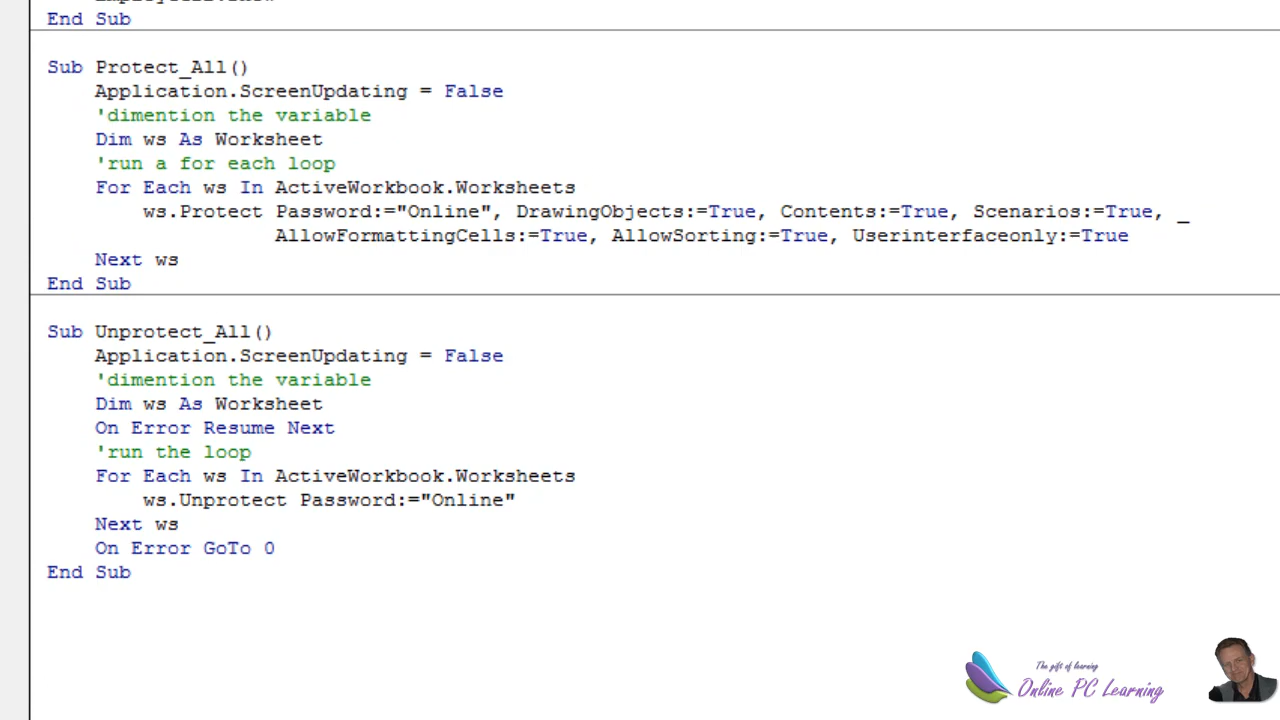 End Sub
Sub Protect_All()
Application.ScreenUpdating = False
'dimention the variable
Dim ws As Worksheet
'run a for each loop
For Each ws In ActiveWorkbook.Worksheets
ws.Protect Password:="Online", DrawingObjects:=True, Contents:=True, Scenarios:=True, _
AllowFormattingCells:=True, AllowSorting:=True, Userinterfaceonly:=True
Next ws
End Sub
Sub Unprotect_All()
Application.ScreenUpdating = False
'dimention the variable
Dim ws As Worksheet
On Error Resume Next
'run the loop
For Each ws In ActiveWorkbook.Worksheets
ws.Unprotect Password:="Online"
Next ws
On Error GoTo 0
End Sub
The gift of learning
Online PC Learning